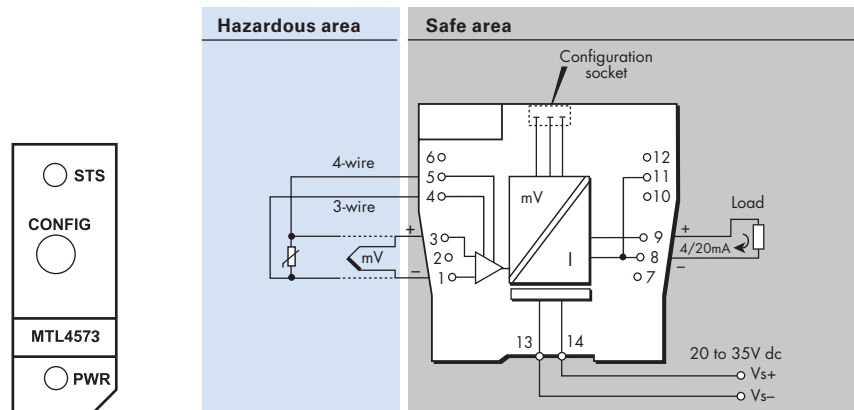 Hazardous area
Safe area
Configuration
socket
STS
CONFIG
MTL4573
PWR
4-wire
3-wire
+
mV
–
6
5
4
3
2
1
mV
I
12
11
10
9
8
7
Load
+
4/20mA
–
13
14
20 to 35V dc
Vs+
Vs–